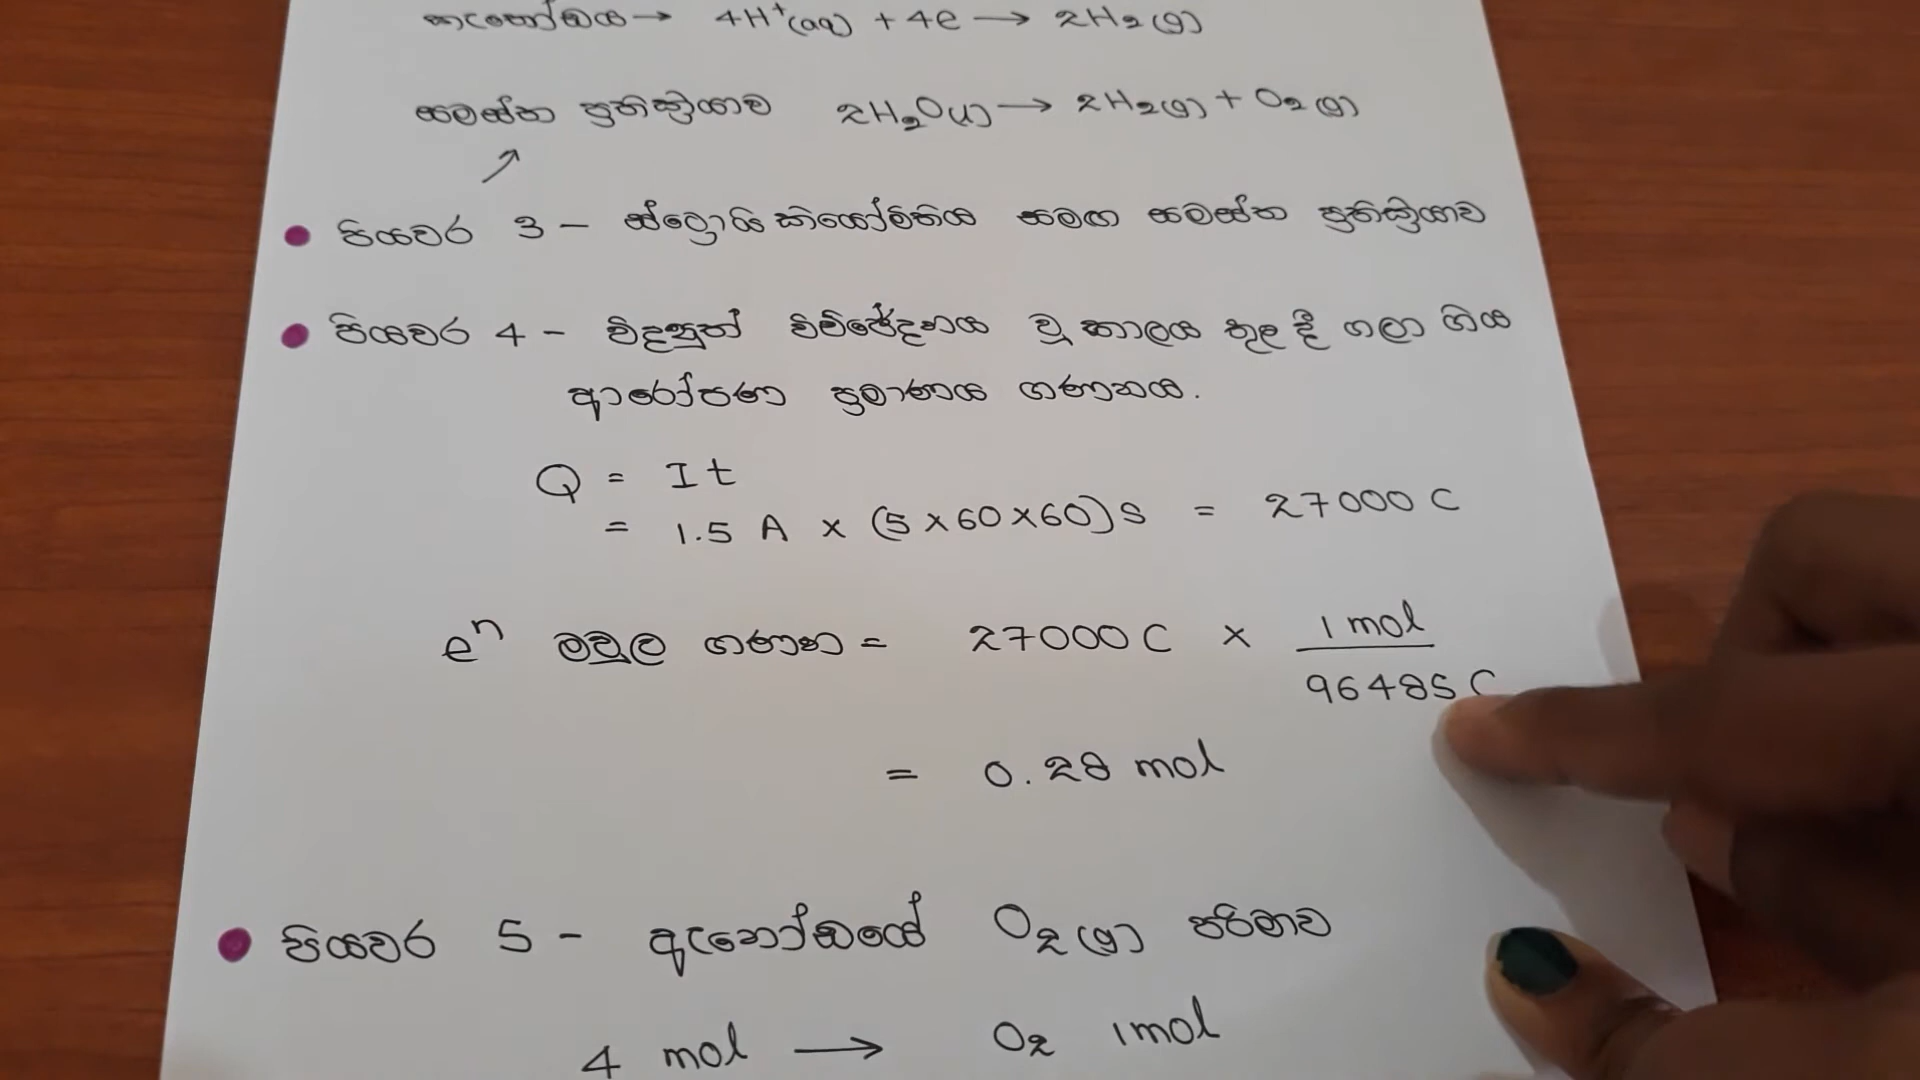 කැතෝඩය → 4H⁺(aq) + 4e → 2H₂(g)
සමස්ත ප්‍රතික්‍රියාව 2H₂O(l) → 2H₂(g) + O₂(g)
↗
• පියවර 3 – ස්ටොයිකියෝමිතිය සමඟ සමස්ත ප්‍රතික්‍රියාව
• පියවර 4 – විද්‍යුත් විච්ඡේදනය වූ කාලය තුල දී ගලා ගිය
ආරෝපණ ප්‍රමාණය ගණනය.
Q = It
= 1.5 A × (5×60×60)s = 27000 C
eⁿ මවුල ගණන = 27000 C × 1 mol / 96485 C
= 0.28 mol
• පියවර 5 – ඇනෝඩයේ O₂(g) පරිමාව
4 mol → O₂ 1mol